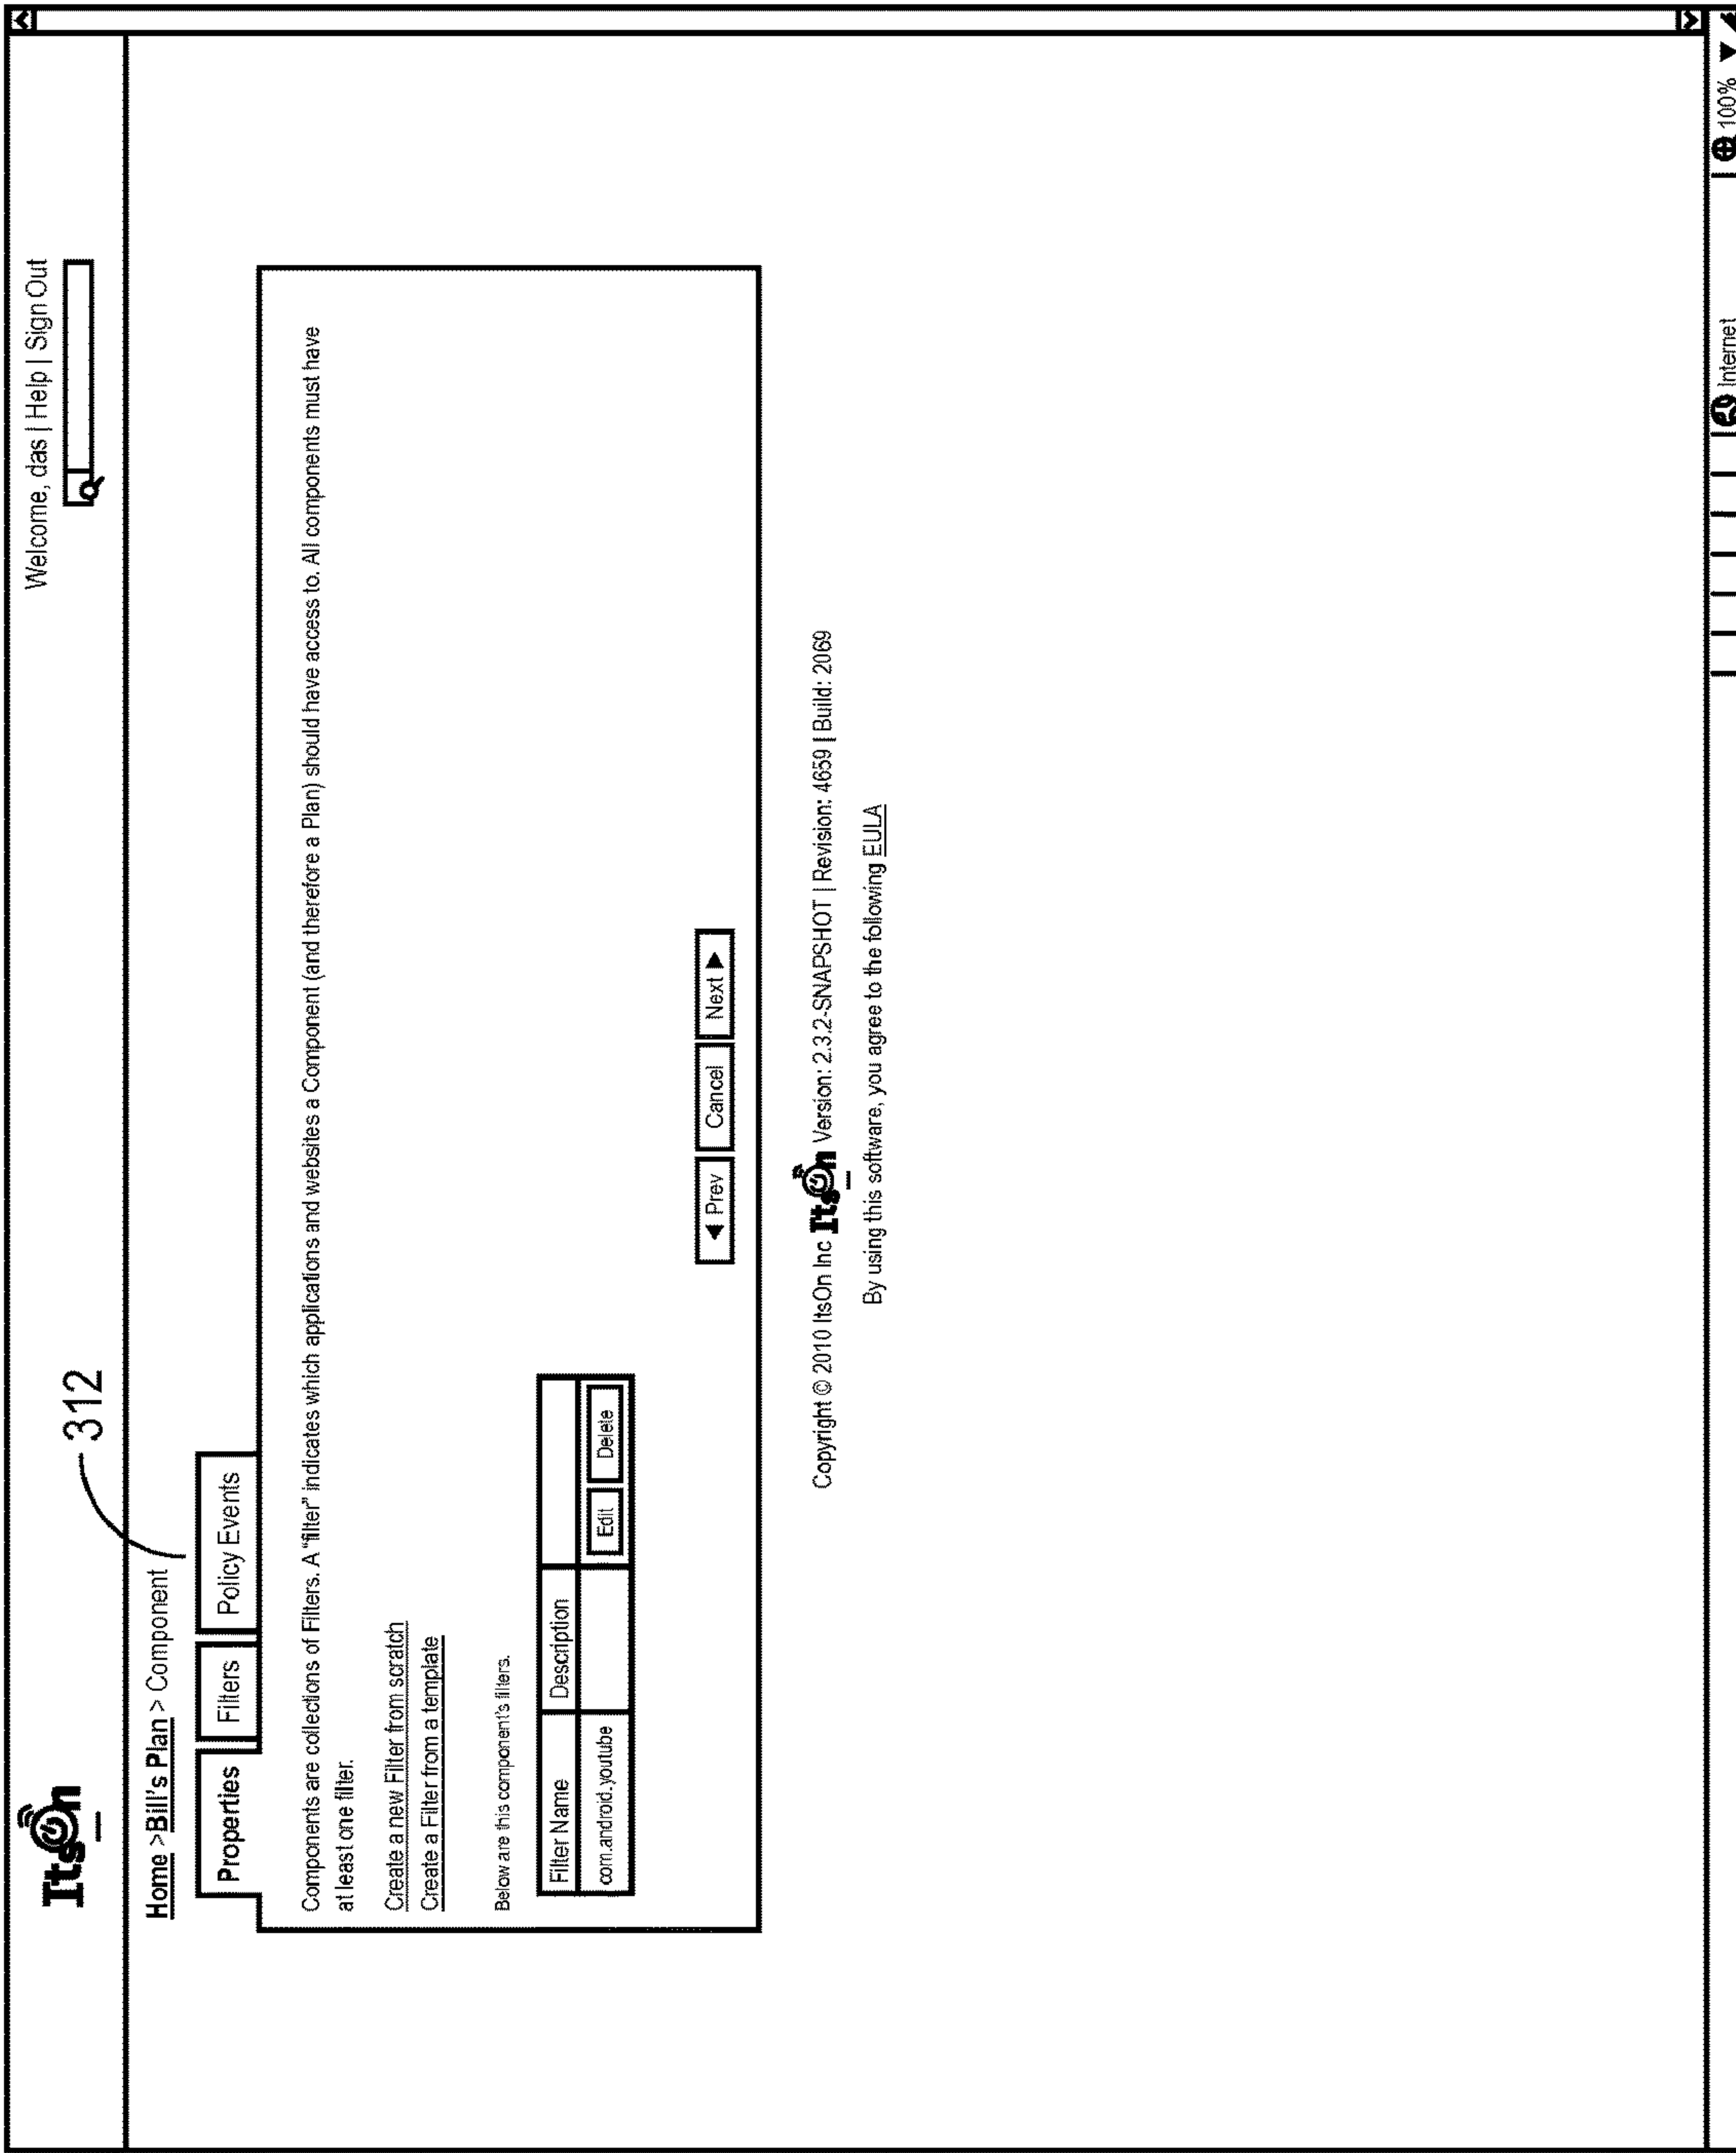 ItsOn
Welcome, das | Help | Sign Out
312
Home >Bill's Plan > Component
Properties
Filters
Policy Events
Components are collections of Filters. A "filter" indicates which applications and websites a Component (and therefore a Plan) should have access to. All components must have
at least one filter.
Create a new Filter from scratch
Create a Filter from a template
Below are this component's filters.
Filter Name Description
com.android.youtube Edit Delete
◀ Prev Cancel Next ▶
Copyright © 2010 ItsOn Inc ItsOn Version: 2.3.2-SNAPSHOT | Revision: 4659 | Build: 2069
By using this software, you agree to the following EULA
Internet 100%